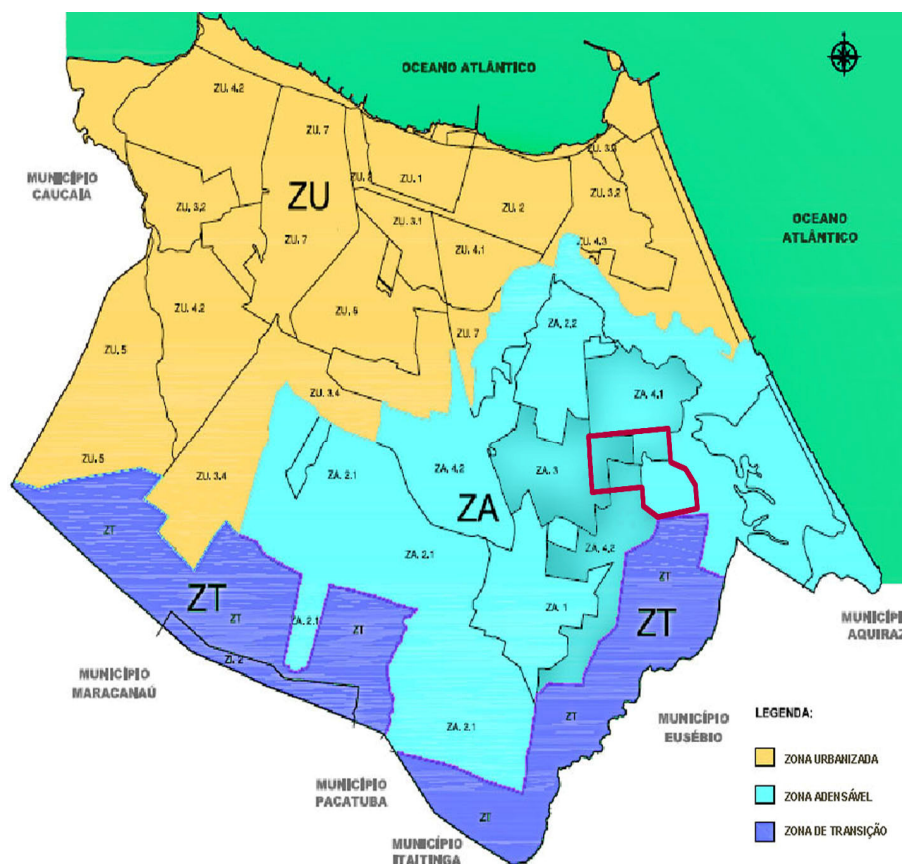 OCEANO ATLÂNTICO
ZU. 4.2
ZU. 7
ZU. 3.2
MUNICÍPIO
CAUCAIA
ZU
ZU. 1
ZU. 2
ZU. 3.2
ZU. 3.2
ZU. 3.1
OCEANO
ATLÂNTICO
ZU. 7
ZU. 4.1
ZU. 4.3
ZU. 4.2
ZU. 6
ZU. 7
ZA. 2.2
ZU. 5
ZU. 3.4
ZA. 4.1
ZU. 5
ZU. 3.4
ZA. 2.1
ZA. 4.2
ZA. 3
ZA
ZT
ZA. 2.1
ZA. 4.2
ZT
ZT
ZT
ZA. 2.1
ZT
ZA. 1
ZT
MUNICÍPI
AQUIRAZ
MUNICÍPIO
MARACANAÚ
ZA. 2.1
ZT
MUNICÍPIO
EUSÉBIO
LEGENDA:
ZONA URBANIZADA
MUNICÍPIO
PACATUBA
ZONA ADENSÁVEL
ZT
ZONA DE TRANSIÇÃO
MUNICÍPIO
ITAITINGA